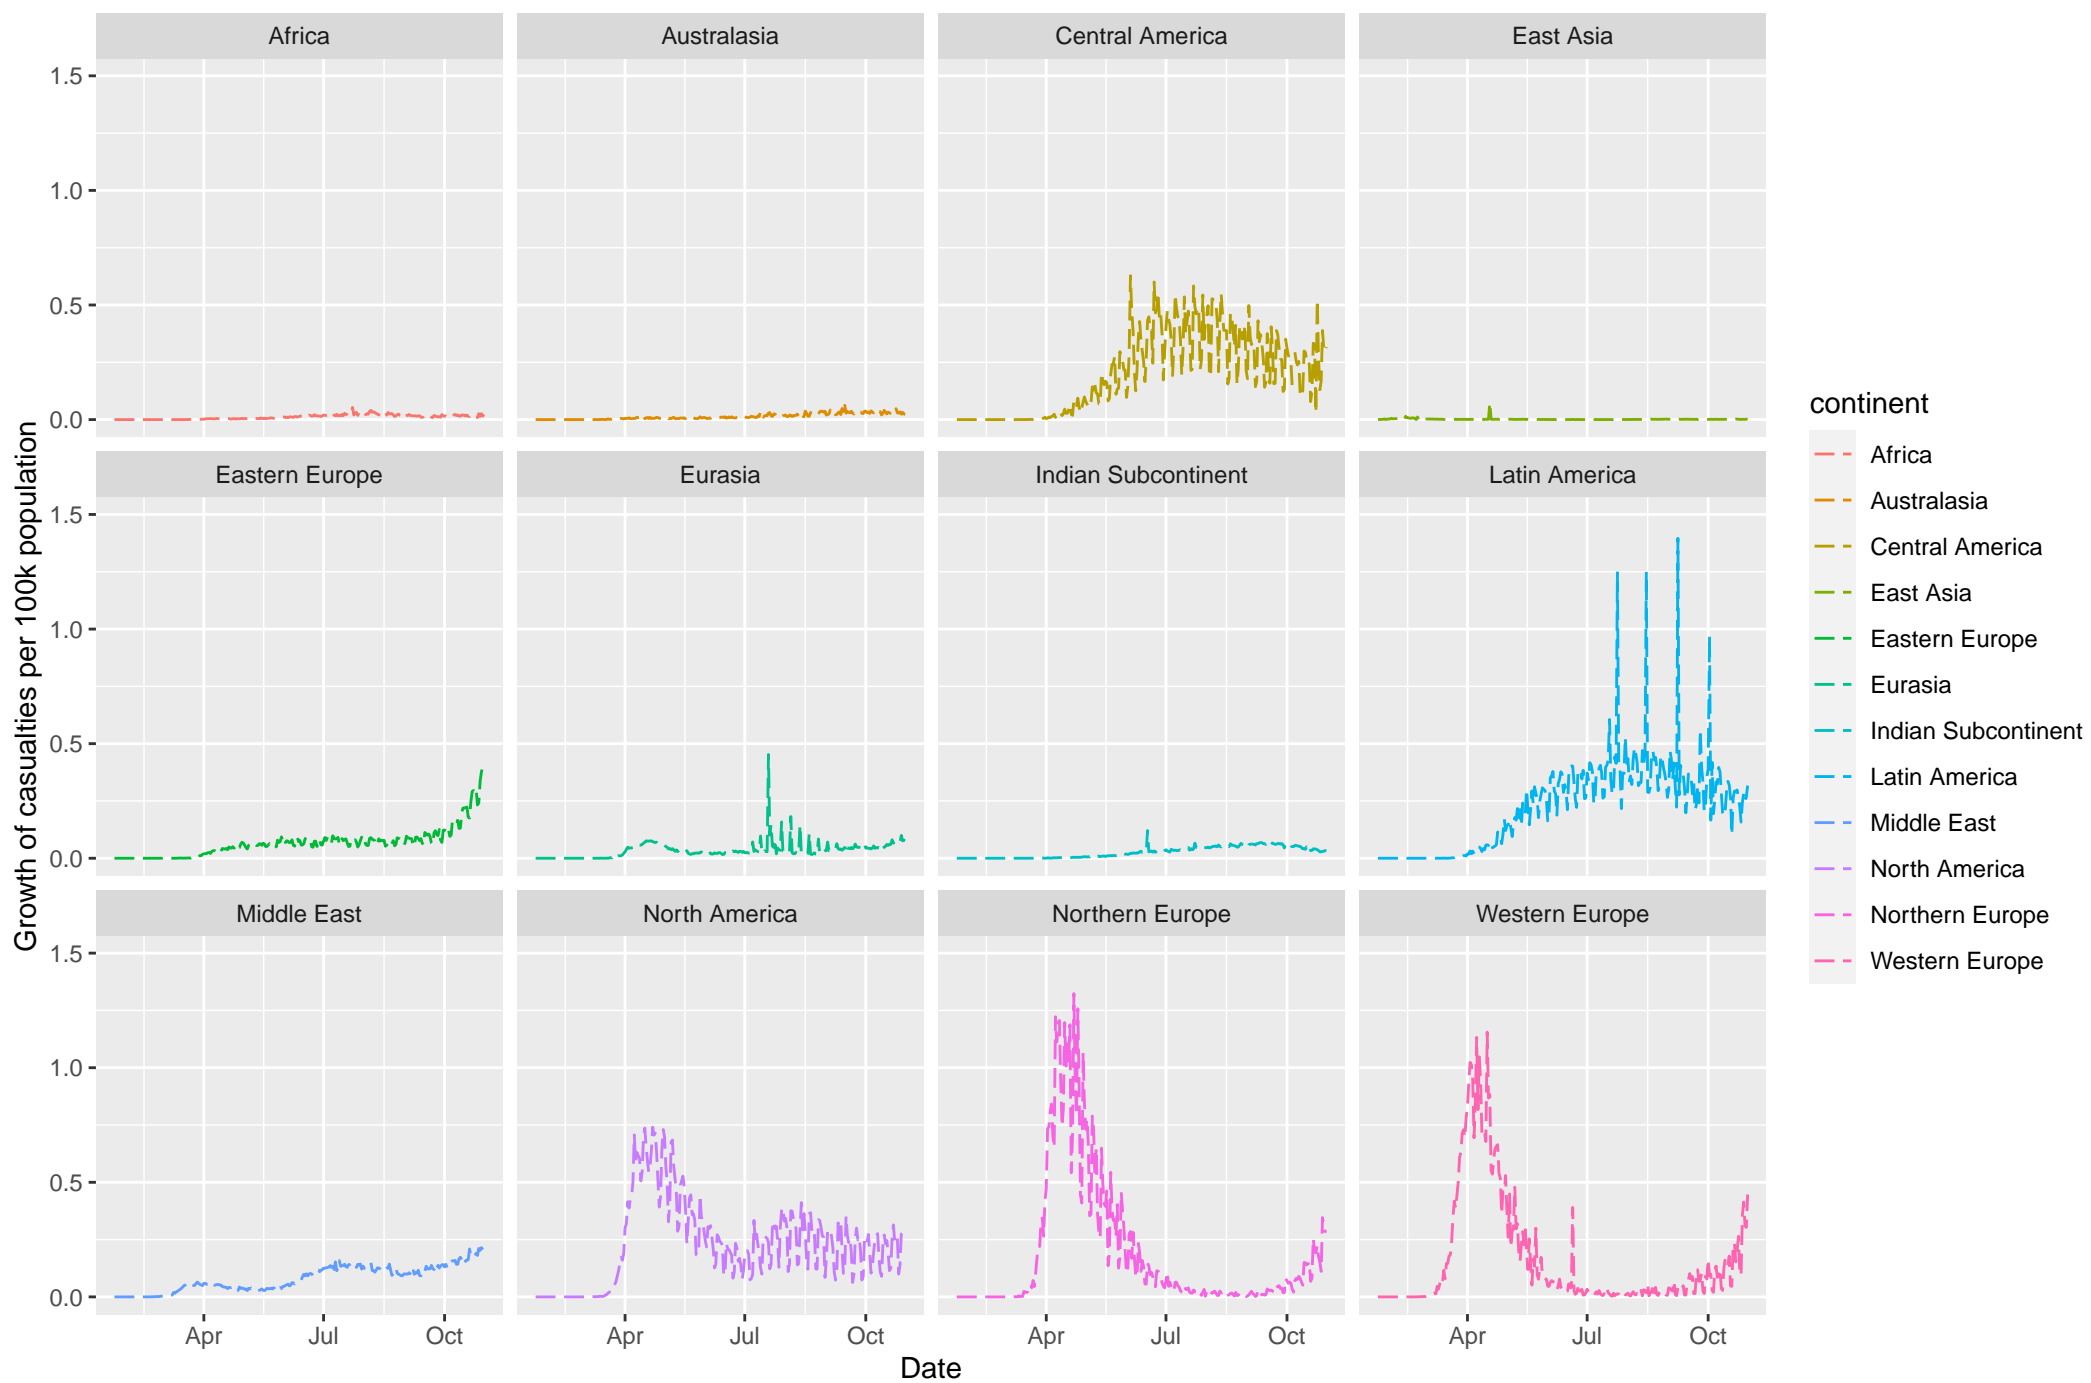 Africa
Australasia
Central America
East Asia
1.5
1.0
0.5
0.0
Eastern Europe
Eurasia
Indian Subcontinent
Latin America
1.5
1.0
0.5
0.0
Middle East
North America
Northern Europe
Western Europe
1.5
1.0
0.5
0.0
Apr Jul Oct
Apr Jul Oct
Apr Jul Oct
Apr Jul Oct
Date
Growth of casualties per 100k population
continent
Africa
Australasia
Central America
East Asia
Eastern Europe
Eurasia
Indian Subcontinent
Latin America
Middle East
North America
Northern Europe
Western Europe